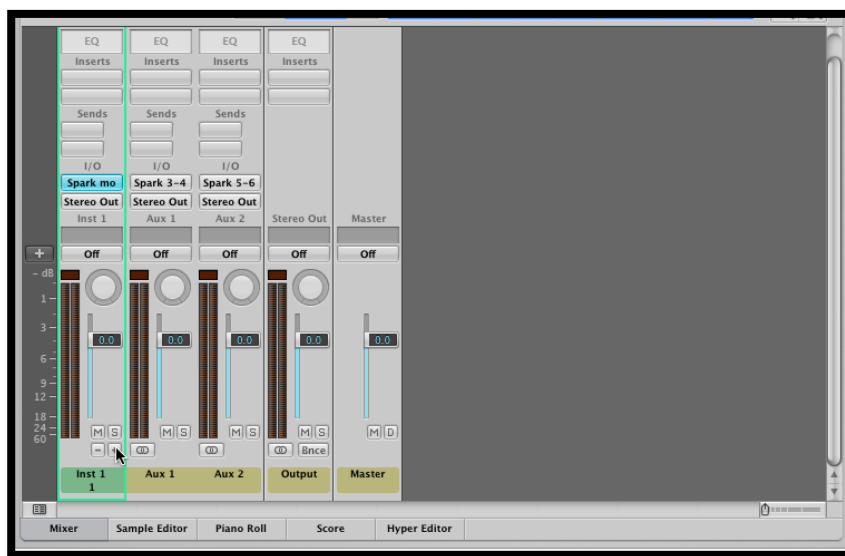 EQ EQ EQ EQ
Inserts Inserts Inserts Inserts
Sends Sends Sends
I/O I/O I/O
Spark mo Spark 3-4 Spark 5-6
Stereo Out Stereo Out Stereo Out
Inst 1 Aux 1 Aux 2 Stereo Out Master
+ Off Off Off Off Off
- dB
1
3
0.0 0.0 0.0 0.0 0.0
6
9
12
18
24 M S M S M S M S M D
60
- + Bnce
Inst 1 Aux 1 Aux 2 Output Master
1
Mixer Sample Editor Piano Roll Score Hyper Editor